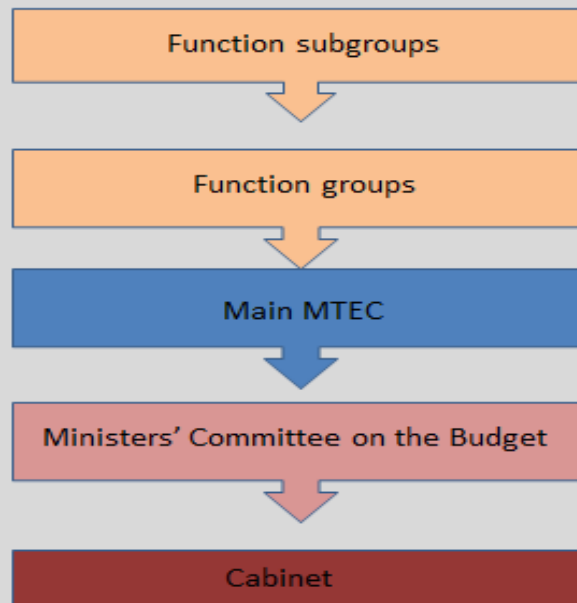 Function subgroups
Function groups
Main MTEC
Ministers’ Committee on the Budget
Cabinet